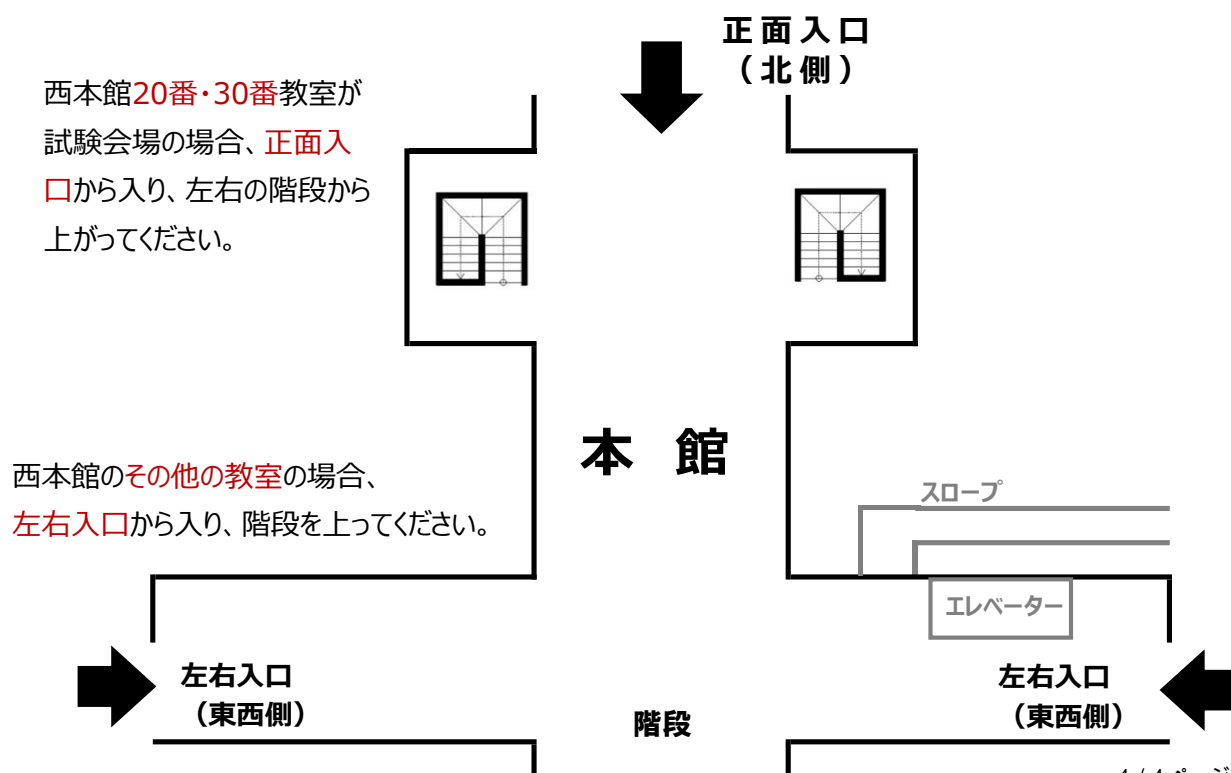 正面入口
（北側）
西本館20番・30番教室が
試験会場の場合、正面入
口から入り、左右の階段から
上がってください。
本 館
西本館のその他の教室の場合、
左右入口から入り、階段を上ってください。
スロープ
エレベーター
左右入口
（東西側）
階段
左右入口
（東西側）